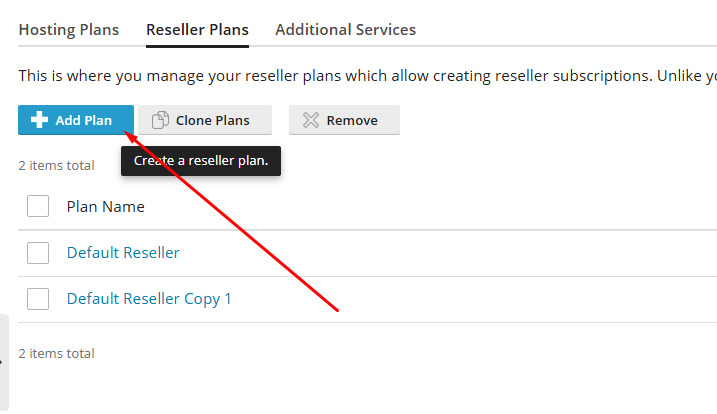 Hosting Plans Reseller Plans Additional Services
This is where you manage your reseller plans which allow creating reseller subscriptions. Unlike
Add Plan Clone Plans Remove
2 items total
Create a reseller plan.
Plan Name
Default Reseller
Default Reseller Copy 1
2 items total